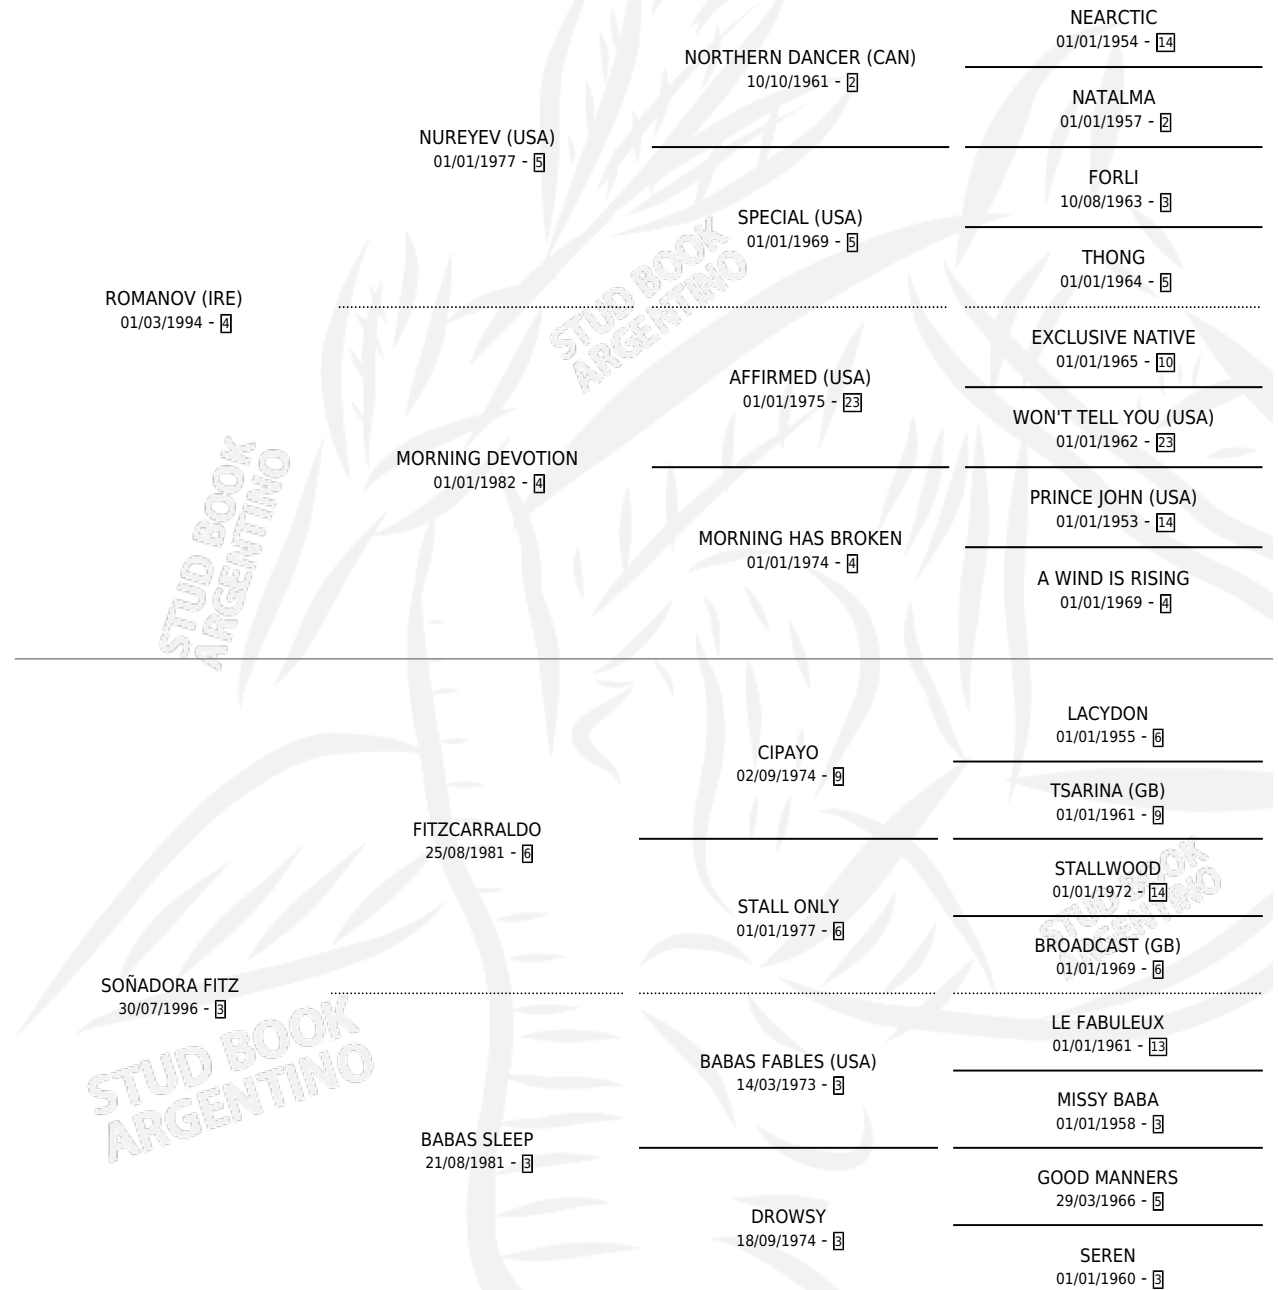 NEARCTIC
01/01/1954 - 14
NORTHERN DANCER (CAN)
10/10/1961 - 2
NATALMA
01/01/1957 - 2
NUREYEV (USA)
01/01/1977 - 5
FORLI
10/08/1963 - 3
SPECIAL (USA)
01/01/1969 - 5
THONG
01/01/1964 - 5
ROMANOV (IRE)
01/03/1994 - 4
EXCLUSIVE NATIVE
01/01/1965 - 10
AFFIRMED (USA)
01/01/1975 - 23
WON'T TELL YOU (USA)
01/01/1962 - 23
MORNING DEVOTION
01/01/1982 - 4
PRINCE JOHN (USA)
01/01/1953 - 14
MORNING HAS BROKEN
01/01/1974 - 4
A WIND IS RISING
01/01/1969 - 4
LACYDON
01/01/1955 - 6
CIPAYO
02/09/1974 - 9
TSARINA (GB)
01/01/1961 - 9
FITZCARRALDO
25/08/1981 - 6
STALLWOOD
01/01/1972 - 14
STALL ONLY
01/01/1977 - 6
BROADCAST (GB)
01/01/1969 - 6
SOÑADORA FITZ
30/07/1996 - 3
LE FABULEUX
01/01/1961 - 13
BABAS FABLES (USA)
14/03/1973 - 3
MISSY BABA
01/01/1958 - 3
BABAS SLEEP
21/08/1981 - 3
GOOD MANNERS
29/03/1966 - 5
DROWSY
18/09/1974 - 3
SEREN
01/01/1960 - 3
STUD BOOK
ARGENTINO
STUD BOOK
ARGENTINO
STUD BOOK
ARGENTINO
STUD BOOK
ARGENTINO